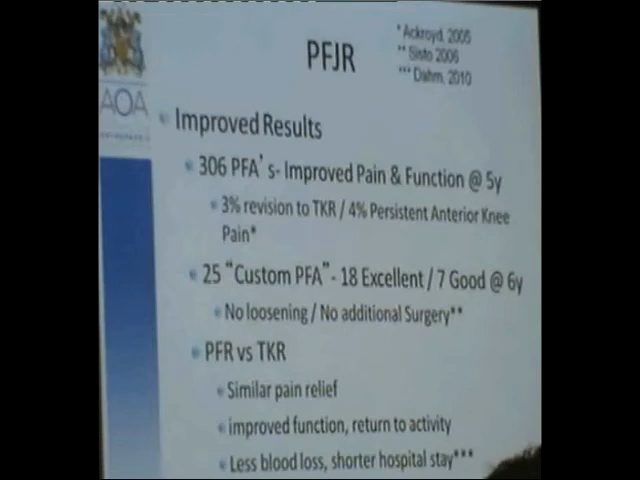 PFJR
* Ackroyd, 2005
** Sisto 2006
*** Dahm, 2010
AOA
Improved Results
306 PFA's- Improved Pain & Function @ 5y
3% revision to TKR / 4% Persistent Anterior Knee
Pain*
25 "Custom PFA"- 18 Excellent / 7 Good @ 6y
No loosening / No additional Surgery**
PFR vs TKR
Similar pain relief
improved function, return to activity
Less blood loss, shorter hospital stay***